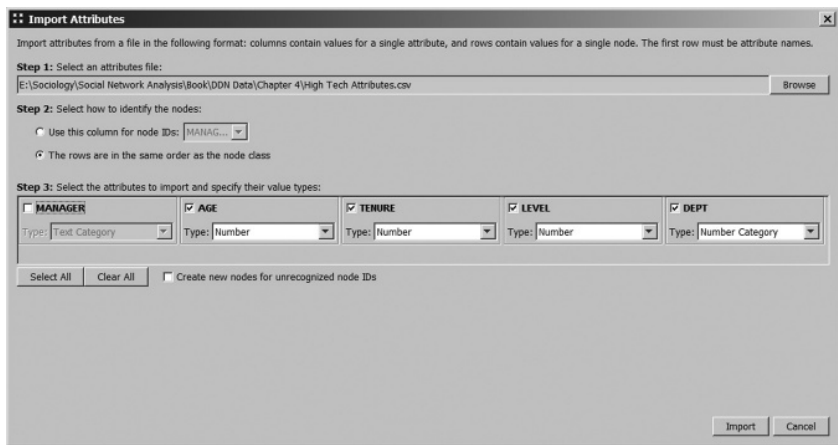 Import Attributes
Import attributes from a file in the following format: columns contain values for a single attribute, and rows contain values for a single node. The first row must be attribute names.
Step 1: Select an attributes file:
E:\Sociology\Social Network Analysis\Book\DDN Data\Chapter 4\High Tech Attributes.csv Browse
Step 2: Select how to identify the nodes:
Use this column for node IDs: MANAG...
The rows are in the same order as the node class
Step 3: Select the attributes to import and specify their value types:
MANAGER AGE TENURE LEVEL DEPT
Type: Text Category Type: Number Type: Number Type: Number Type: Number Category
Select All Clear All Create new nodes for unrecognized node IDs
Import Cancel